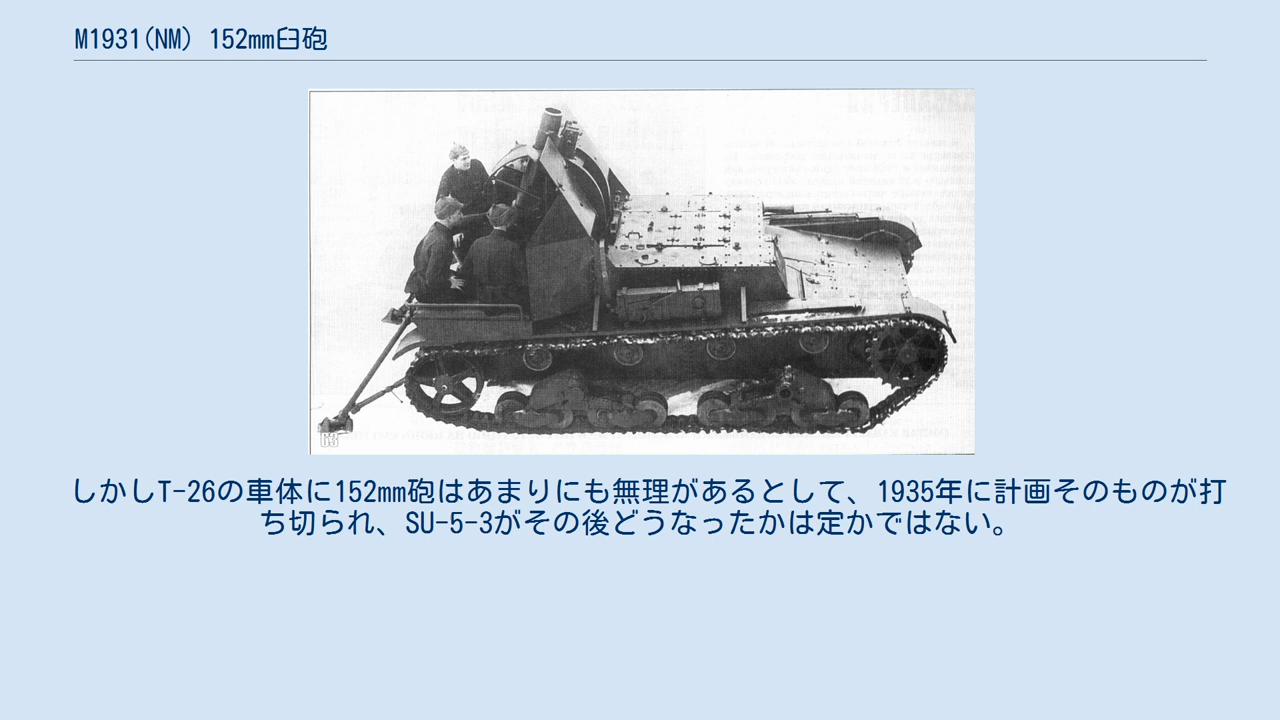 M1931(NM) 152mm臼砲
しかしT-26の車体に152mm砲はあまりにも無理があるとして、1935年に計画そのものが打
ち切られ、SU-5-3がその後どうなったかは定かではない。